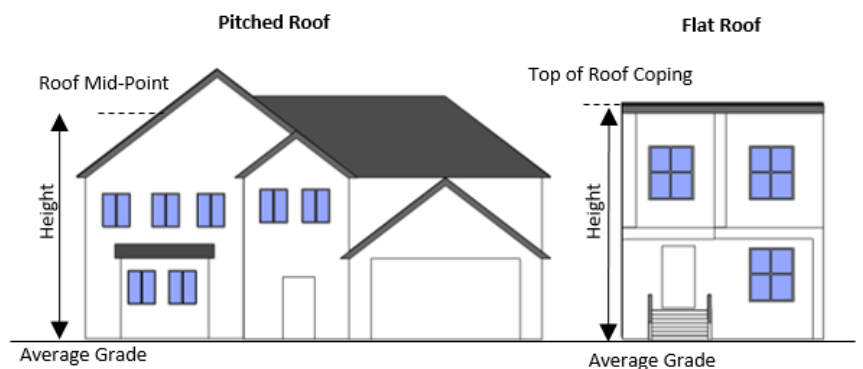 Pitched Roof
Flat Roof
Roof Mid-Point
Top of Roof Coping
Height
Height
Average Grade
Average Grade